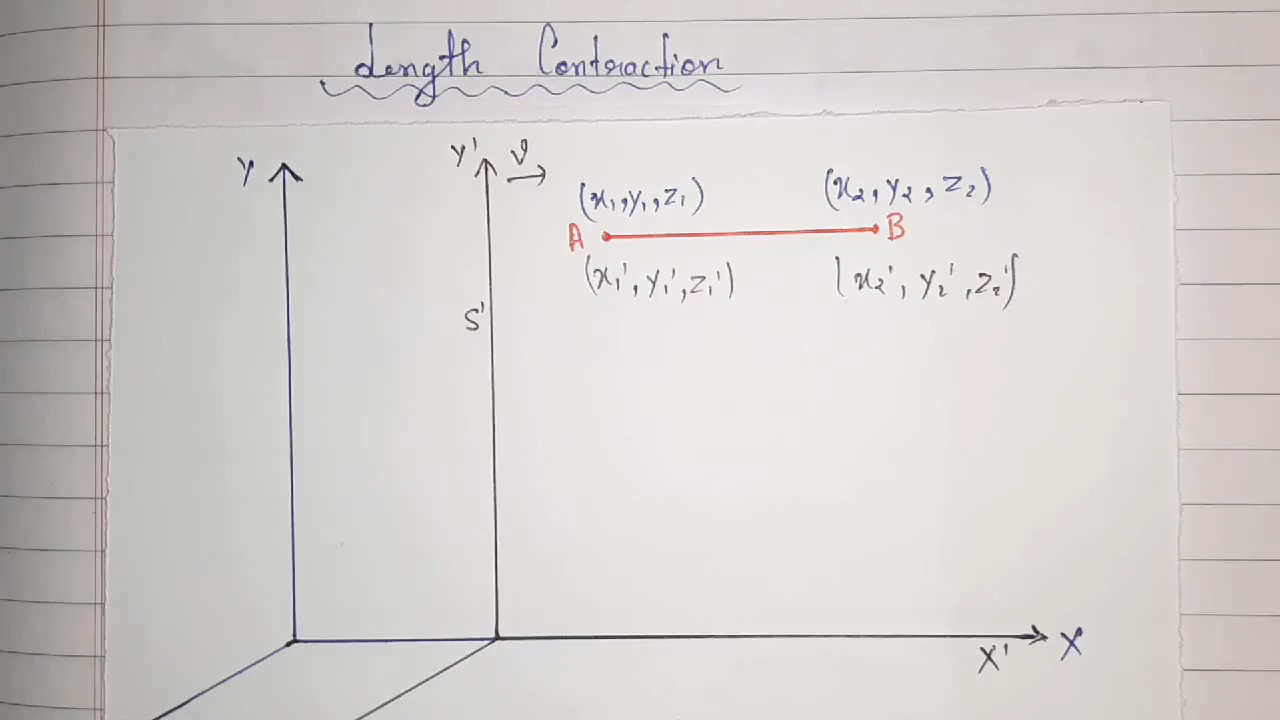 Length Contraction
Y Y' v
(x₁, y₁, z₁) (x₂, y₂, z₂)
A B
(x₁', y₁', z₁') (x₂', y₂', z₂')
S'
X' X